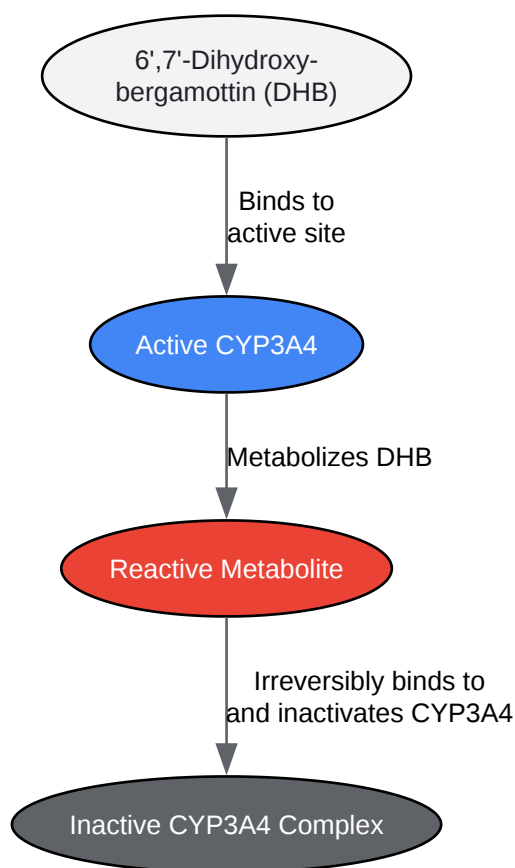 6',7'-Dihydroxy-
bergamottin (DHB)
Binds to
active site
Active CYP3A4
Metabolizes DHB
Reactive Metabolite
Irreversibly binds to
and inactivates CYP3A4
Inactive CYP3A4 Complex